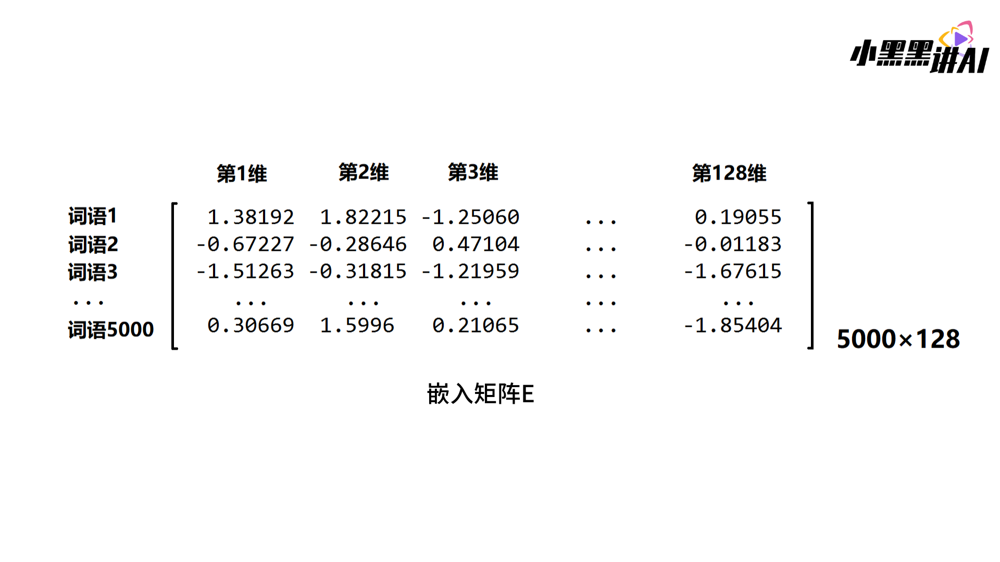 小黑黑讲AI
第1维 第2维 第3维 第128维
词语1 1.38192 1.82215 -1.25060 ... 0.19055
词语2 -0.67227 -0.28646 0.47104 ... -0.01183
词语3 -1.51263 -0.31815 -1.21959 ... -1.67615
... ... ... ... ... ...
词语5000 0.30669 1.5996 0.21065 ... -1.85404
5000×128
嵌入矩阵E